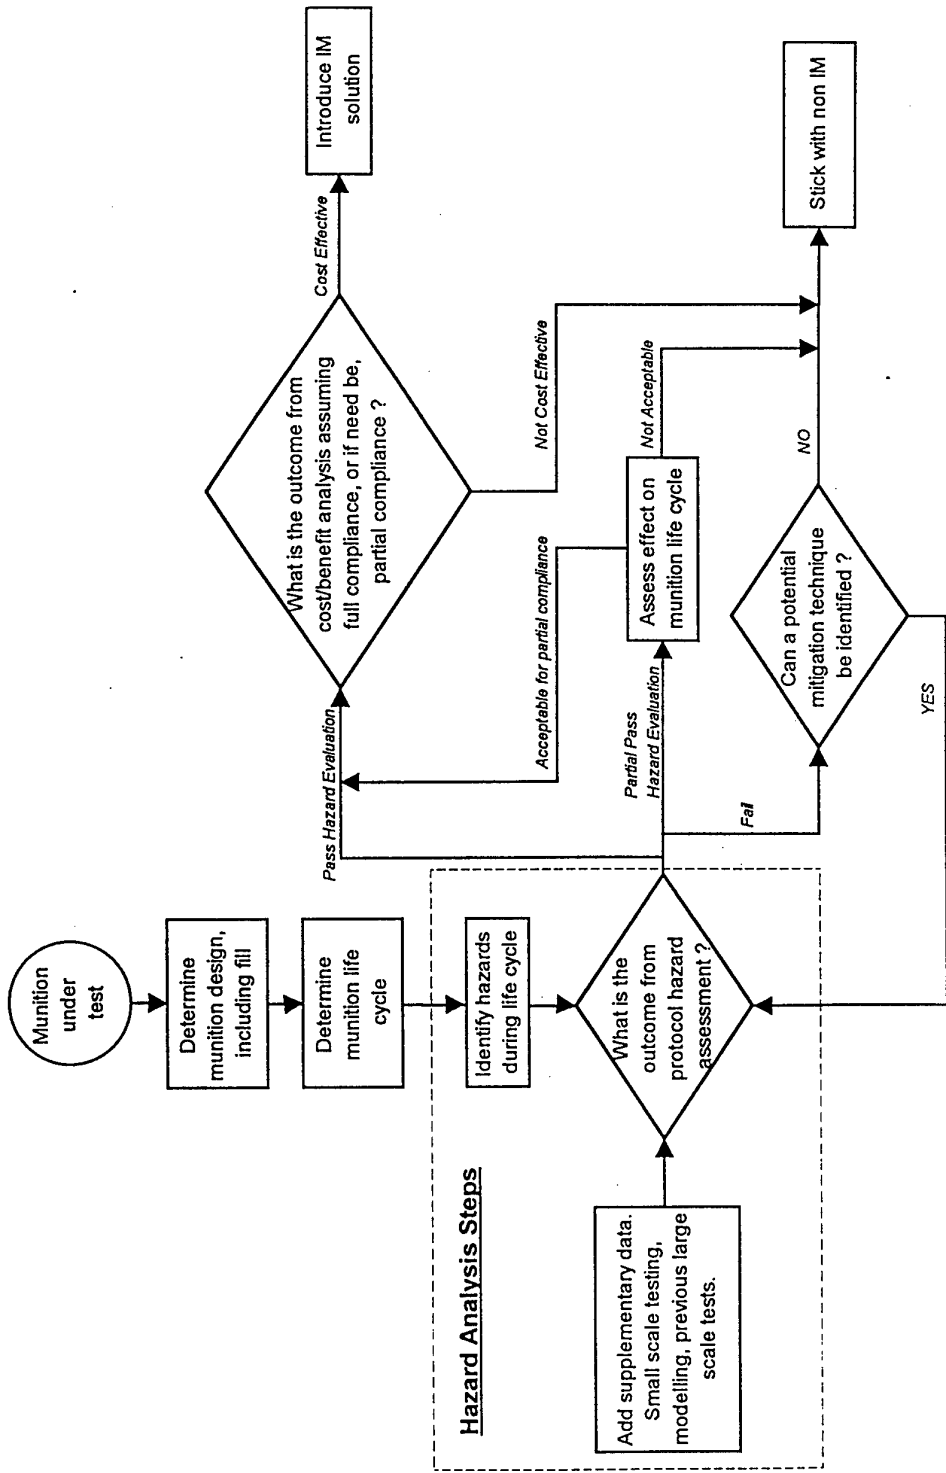 Munition
under
test
Determine
munition design,
including fill
Determine
munition life
cycle
Hazard Analysis Steps
Identify hazards
during life cycle
Add supplementary data.
Small scale testing,
modelling, previous large
scale tests.
What is the
outcome from
protocol hazard
assessment ?
Pass Hazard Evaluation
Partial Pass
Hazard Evaluation
Fail
What is the outcome from
cost/benefit analysis assuming
full compliance, or if need be,
partial compliance ?
Cost Effective
Introduce IM
solution
Not Cost Effective
Acceptable for partial compliance
Assess effect on
munition life cycle
Not Acceptable
Can a potential
mitigation technique
be identified ?
NO
YES
Stick with non IM